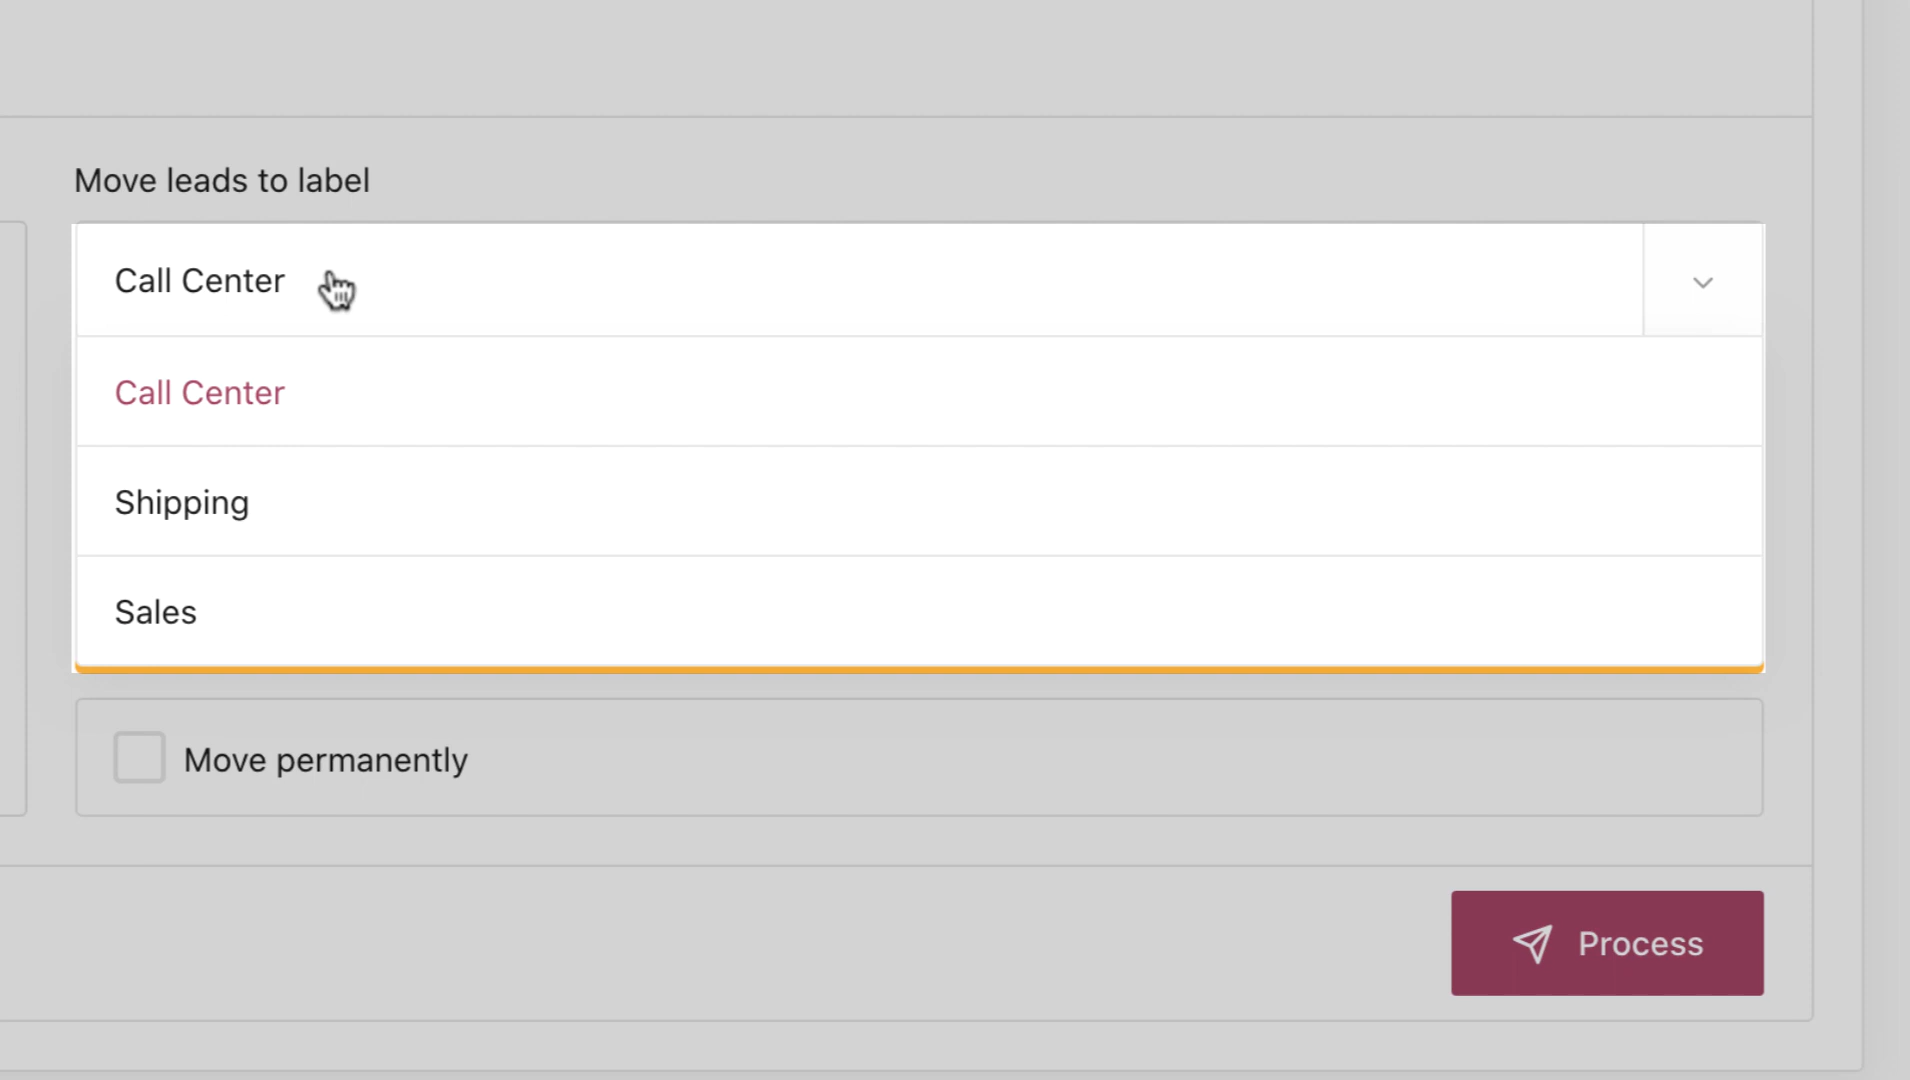 Move leads to label
Call Center
Call Center
Shipping
Sales
Move permanently
Process